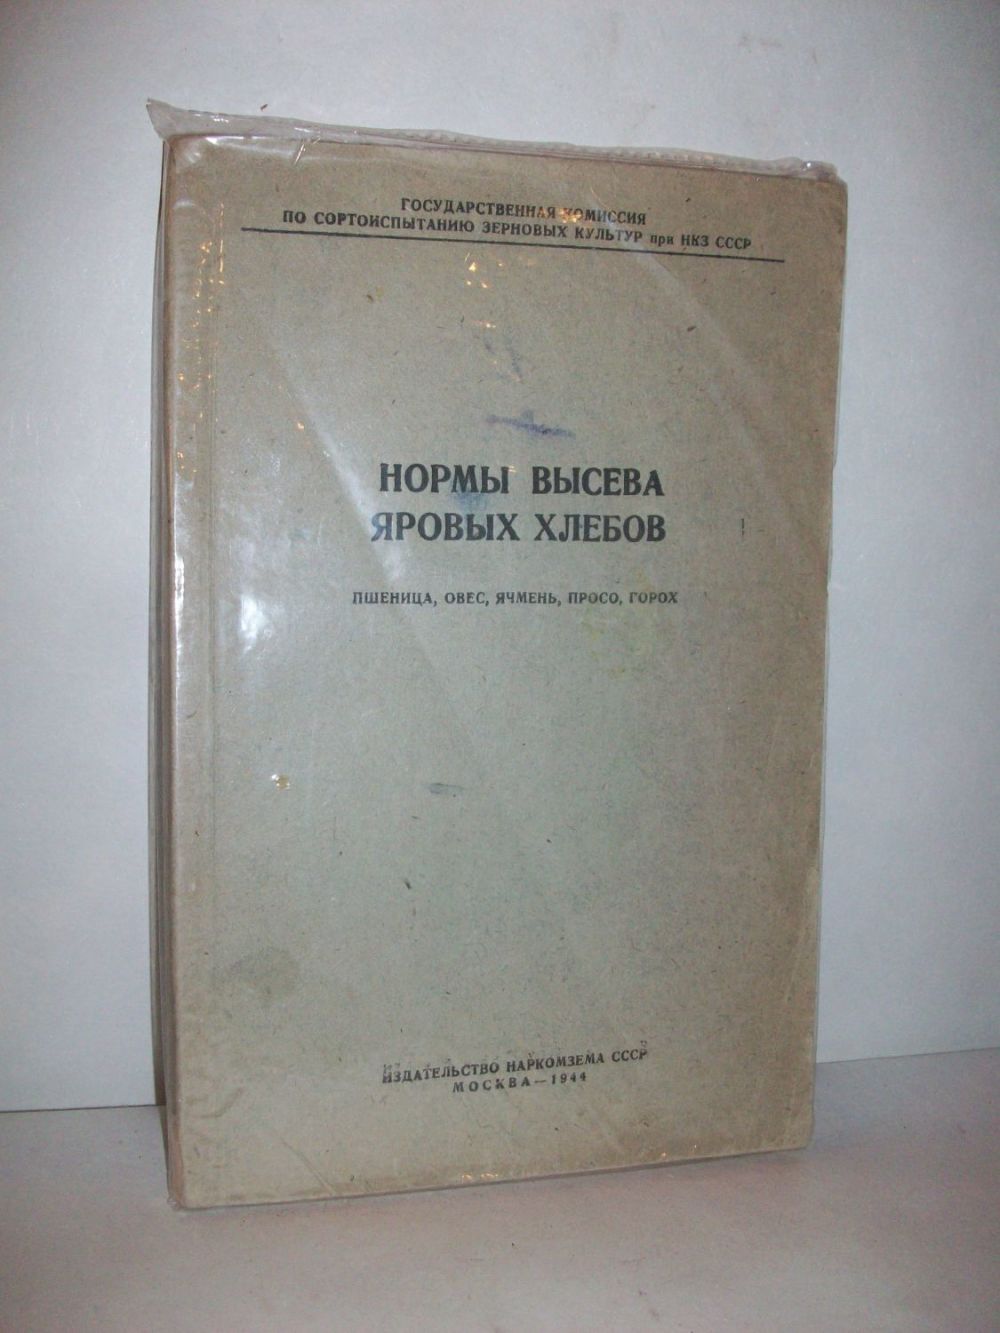 ГОСУДАРСТВЕННАЯ КОМИССИЯ
ПО СОРТОИСПЫТАНИЮ ЗЕРНОВЫХ КУЛЬТУР при НКЗ СССР
НОРМЫ ВЫСЕВА
ЯРОВЫХ ХЛЕБОВ
ПШЕНИЦА, ОВЕС, ЯЧМЕНЬ, ПРОСО, ГОРОХ
ИЗДАТЕЛЬСТВО НАРКОМЗЕМА СССР
МОСКВА—1944